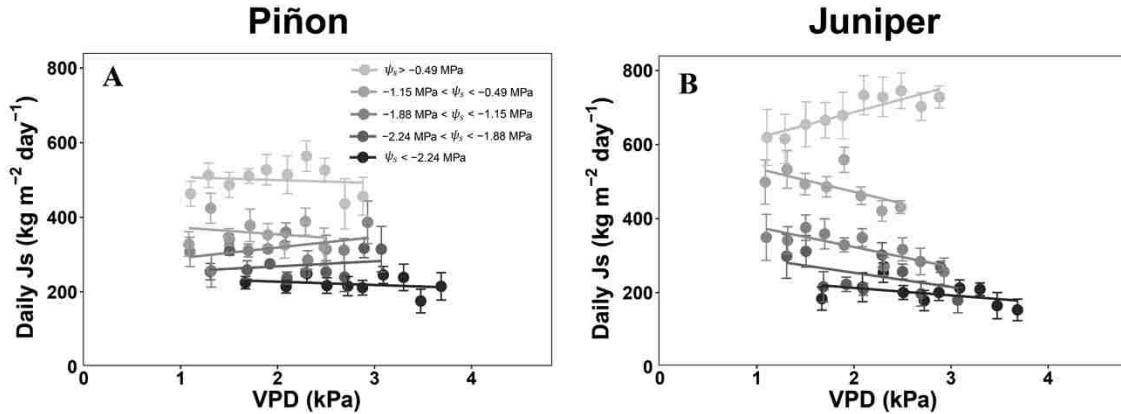 Piñon
Juniper
A
B
ψs > −0.49 MPa
−1.15 MPa < ψs < −0.49 MPa
−1.88 MPa < ψs < −1.15 MPa
−2.24 MPa < ψs < −1.88 MPa
ψs < −2.24 MPa
Daily Js (kg m⁻² day⁻¹)
800
600
400
200
0
0 1 2 3 4
VPD (kPa)
Daily Js (kg m⁻² day⁻¹)
800
600
400
200
0
0 1 2 3 4
VPD (kPa)